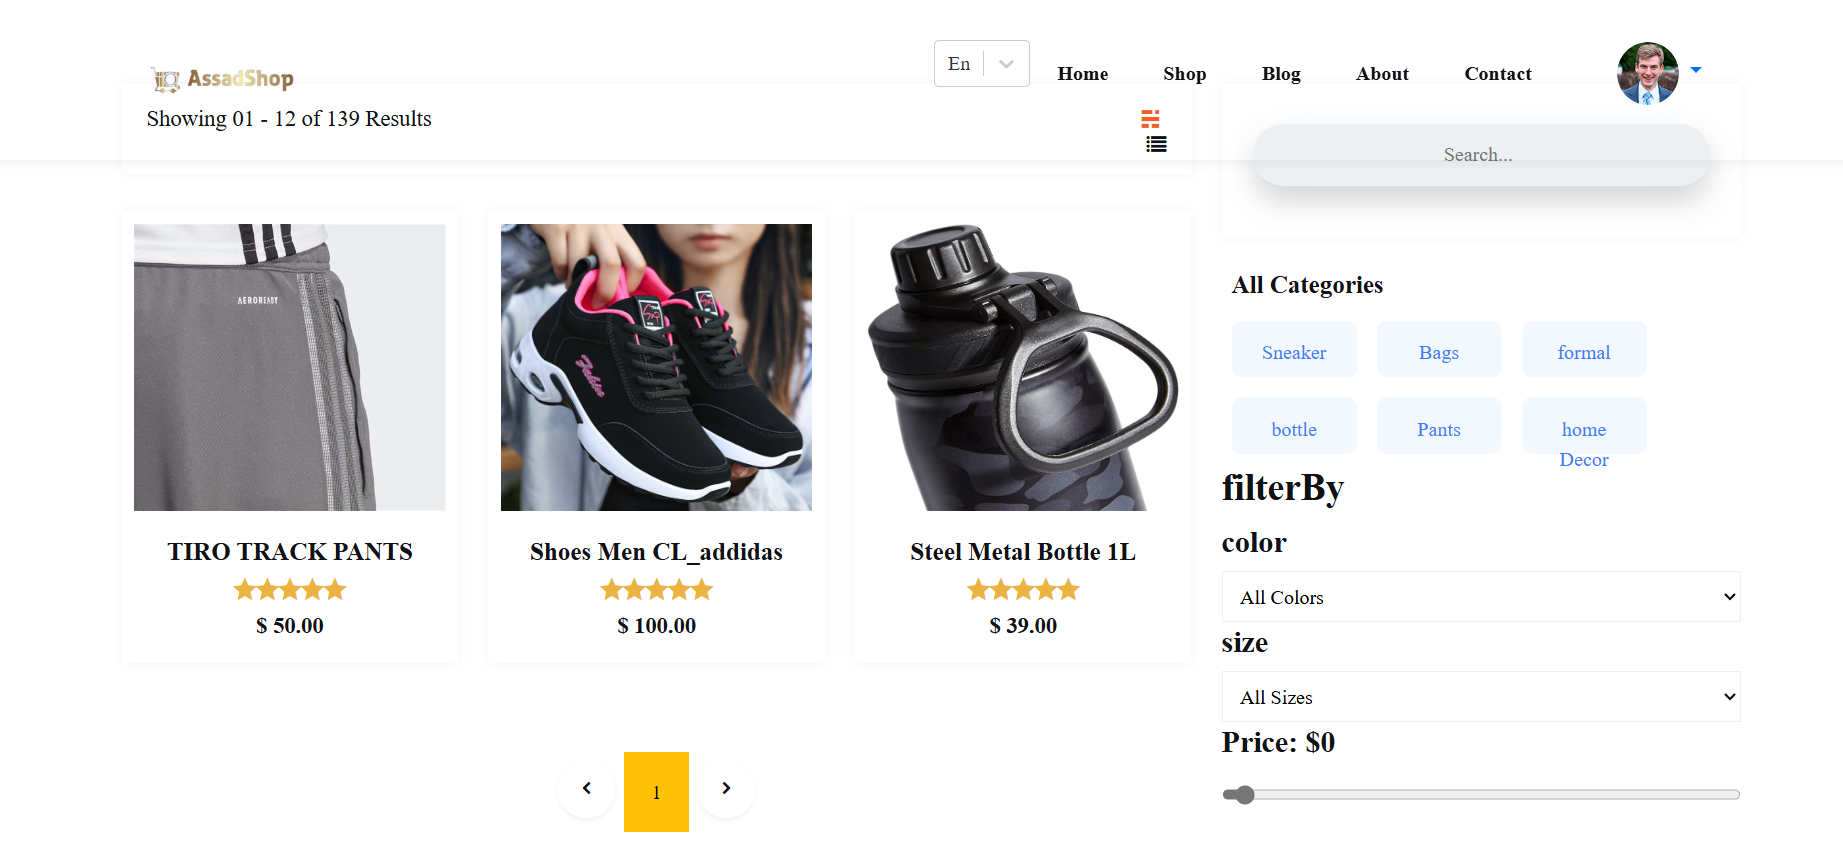 AssadShop
En
Home
Shop
Blog
About
Contact
Showing 01 - 12 of 139 Results
Search...
AEROREADY
All Categories
Sneaker
Bags
formal
bottle
Pants
home
Decor
filterBy
color
All Colors
size
All Sizes
Price: $0
TIRO TRACK PANTS
$ 50.00
Shoes Men CL_addidas
$ 100.00
Steel Metal Bottle 1L
$ 39.00
1